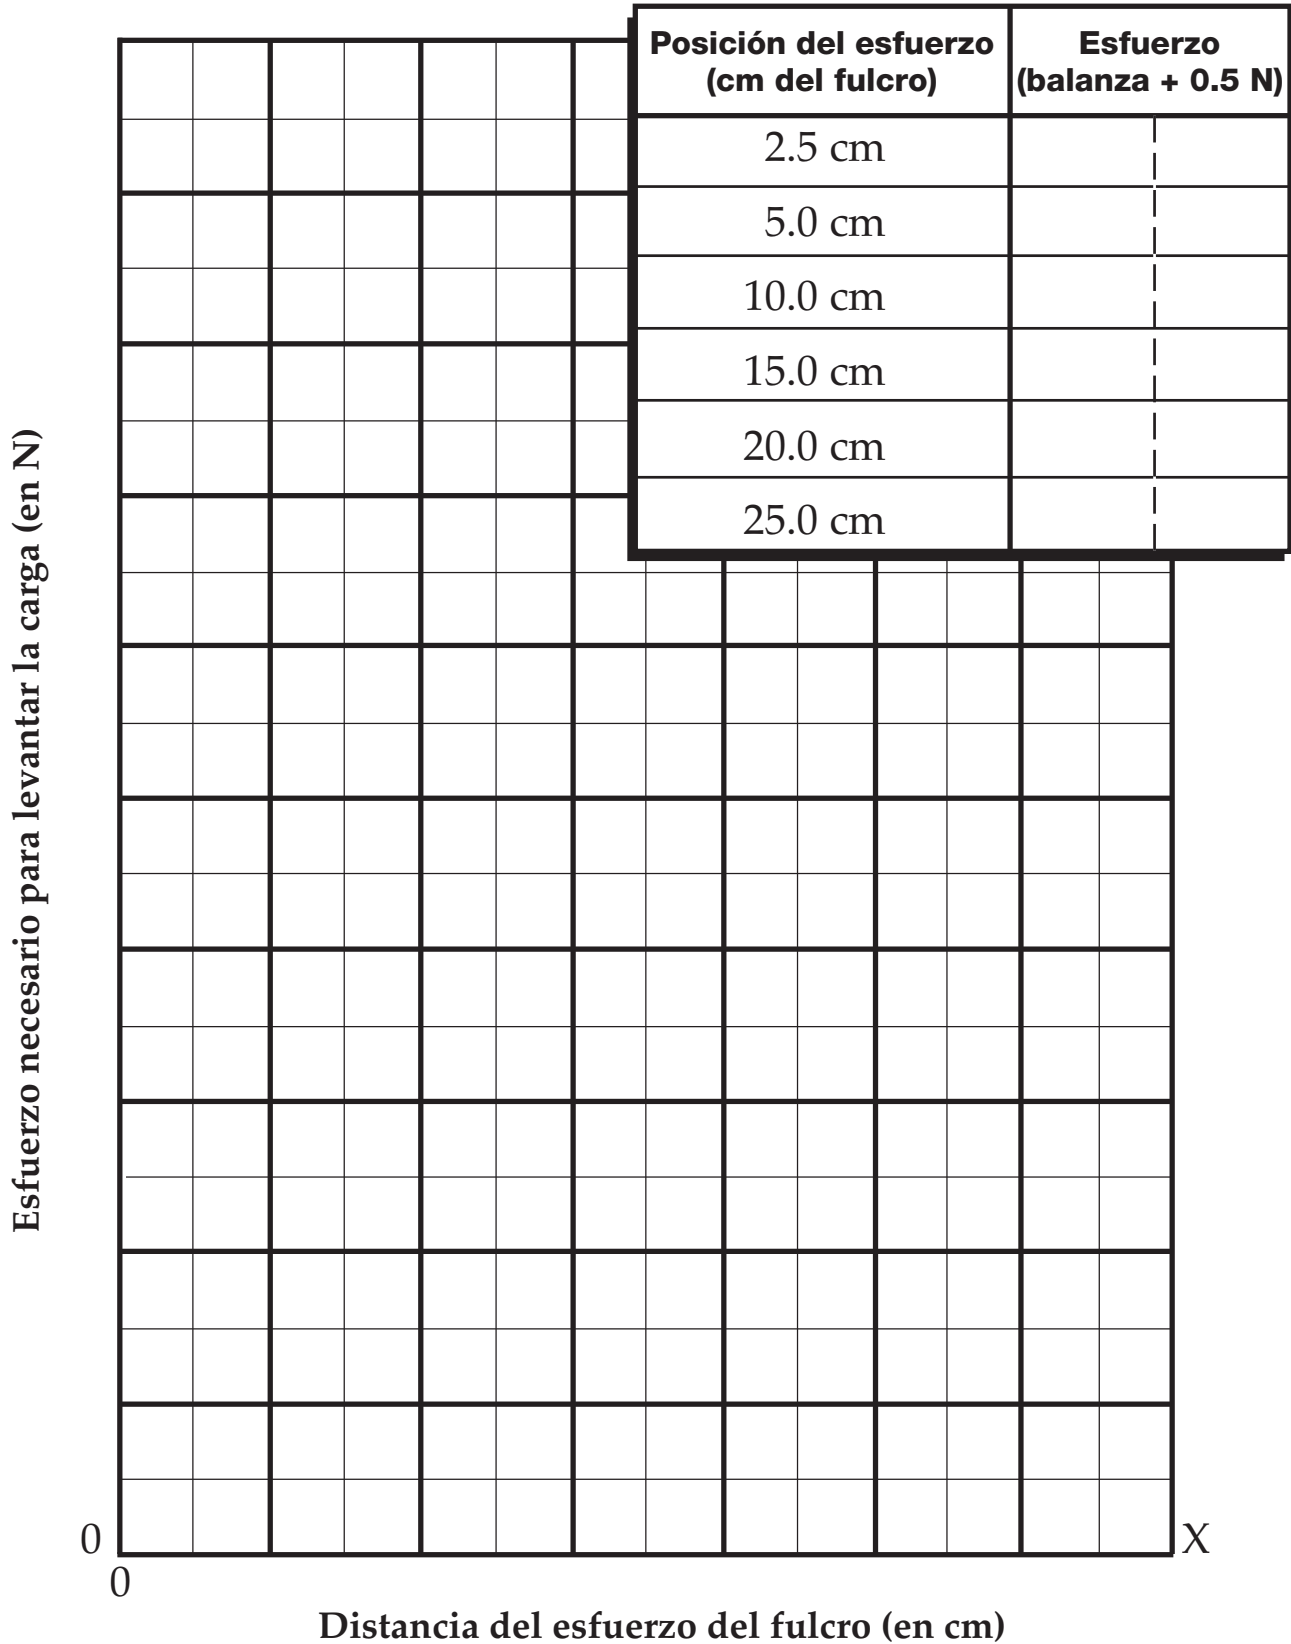 Posición del esfuerzo
(cm del fulcro)
Esfuerzo
(balanza + 0.5 N)
2.5 cm
5.0 cm
10.0 cm
15.0 cm
20.0 cm
25.0 cm
Esfuerzo necesario para levantar la carga (en N)
0
X
0
Distancia del esfuerzo del fulcro (en cm)